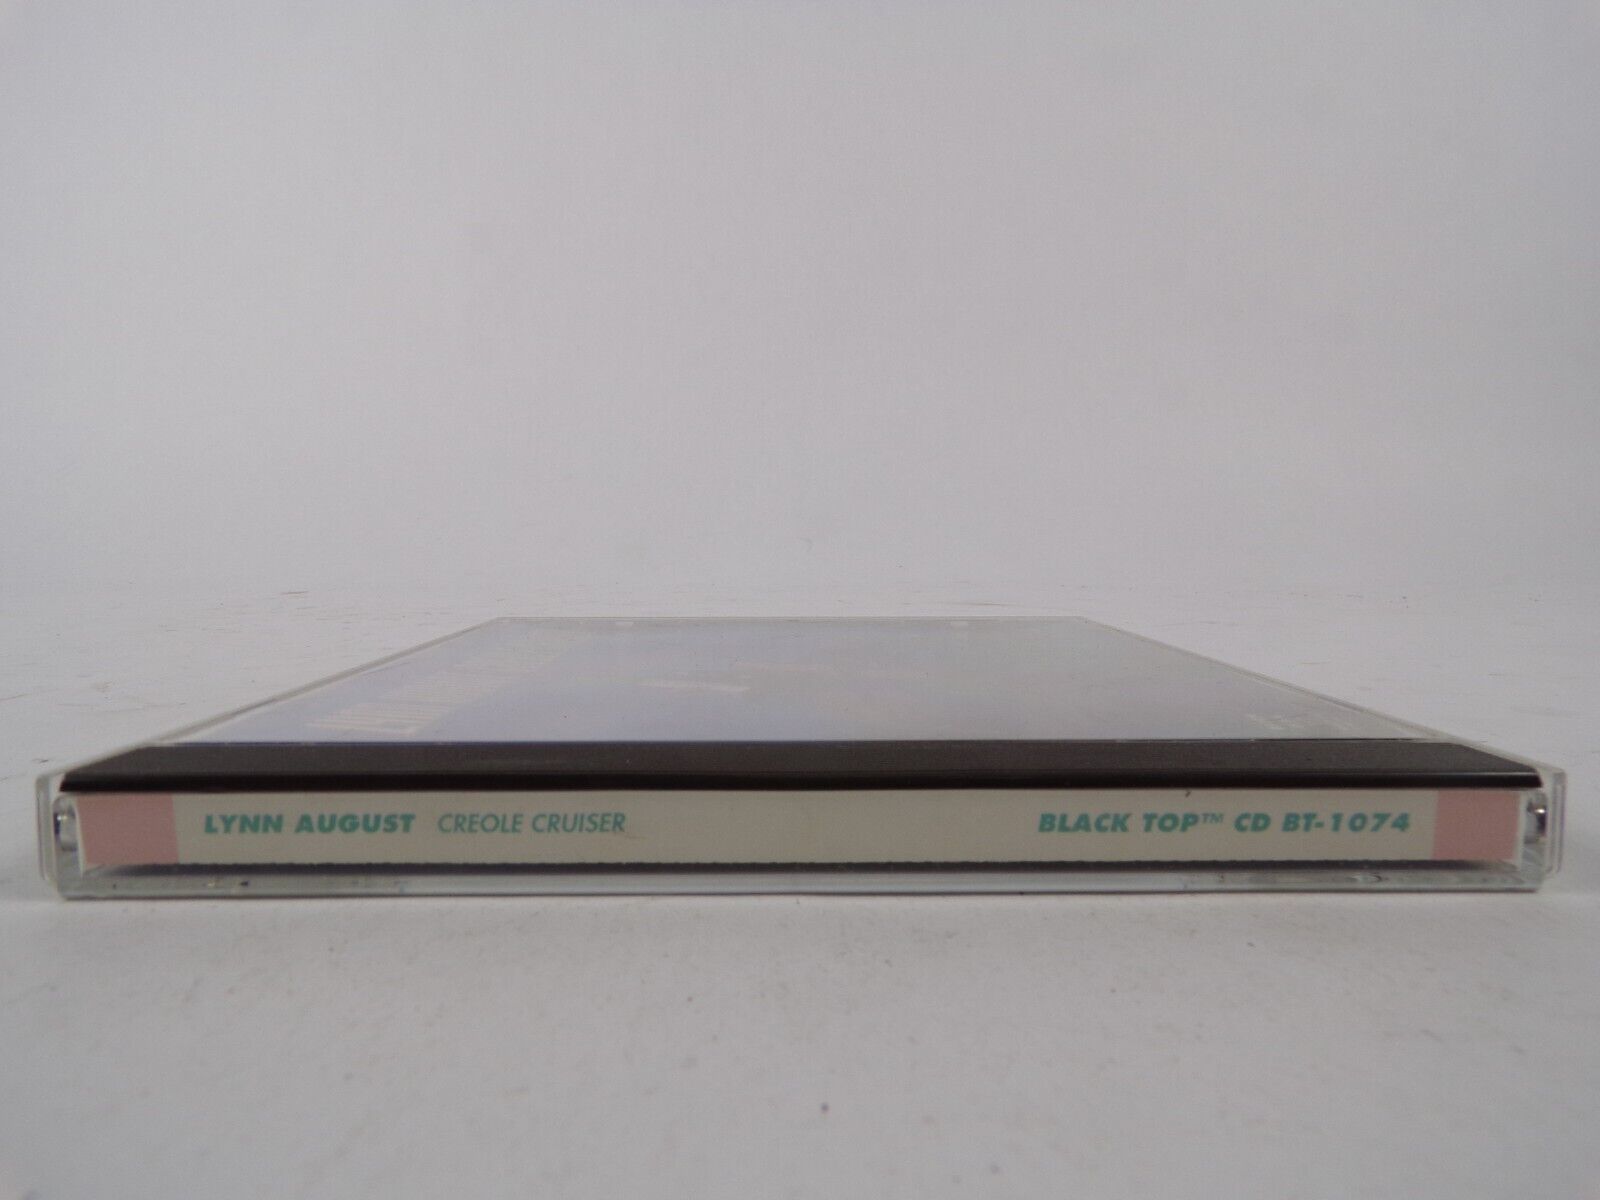 LYNN AUGUST CREOLE CRUISER BLACK TOP™ CD BT-1074